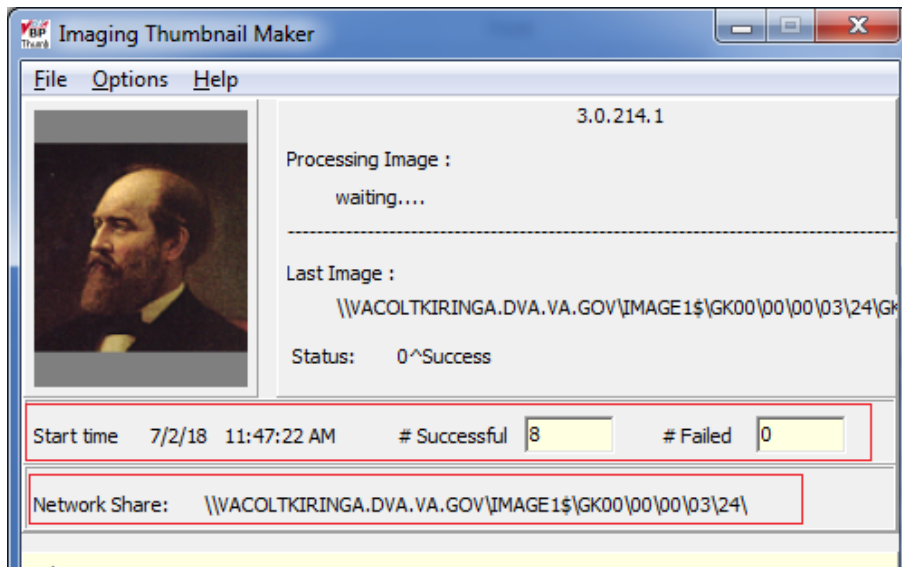 VBP Thumb Imaging Thumbnail Maker
File Options Help
3.0.214.1
Processing Image :
waiting....
Last Image :
\\VACOLTKIRINGA.DVA.VA.GOV\IMAGE1$\GK00\00\00\03\24\GK
Status: 0^Success
Start time 7/2/18 11:47:22 AM # Successful 8 # Failed 0
Network Share: \\VACOLTKIRINGA.DVA.VA.GOV\IMAGE1$\GK00\00\00\03\24\